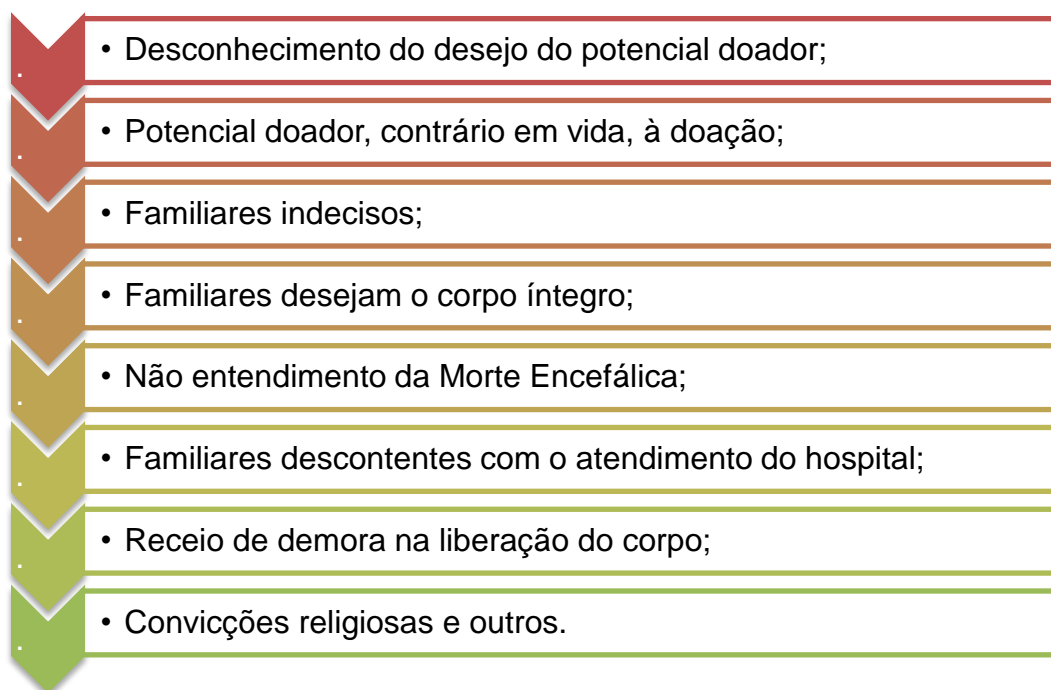 • Desconhecimento do desejo do potencial doador;
• Potencial doador, contrário em vida, à doação;
• Familiares indecisos;
• Familiares desejam o corpo íntegro;
• Não entendimento da Morte Encefálica;
• Familiares descontentes com o atendimento do hospital;
• Receio de demora na liberação do corpo;
• Convicções religiosas e outros.